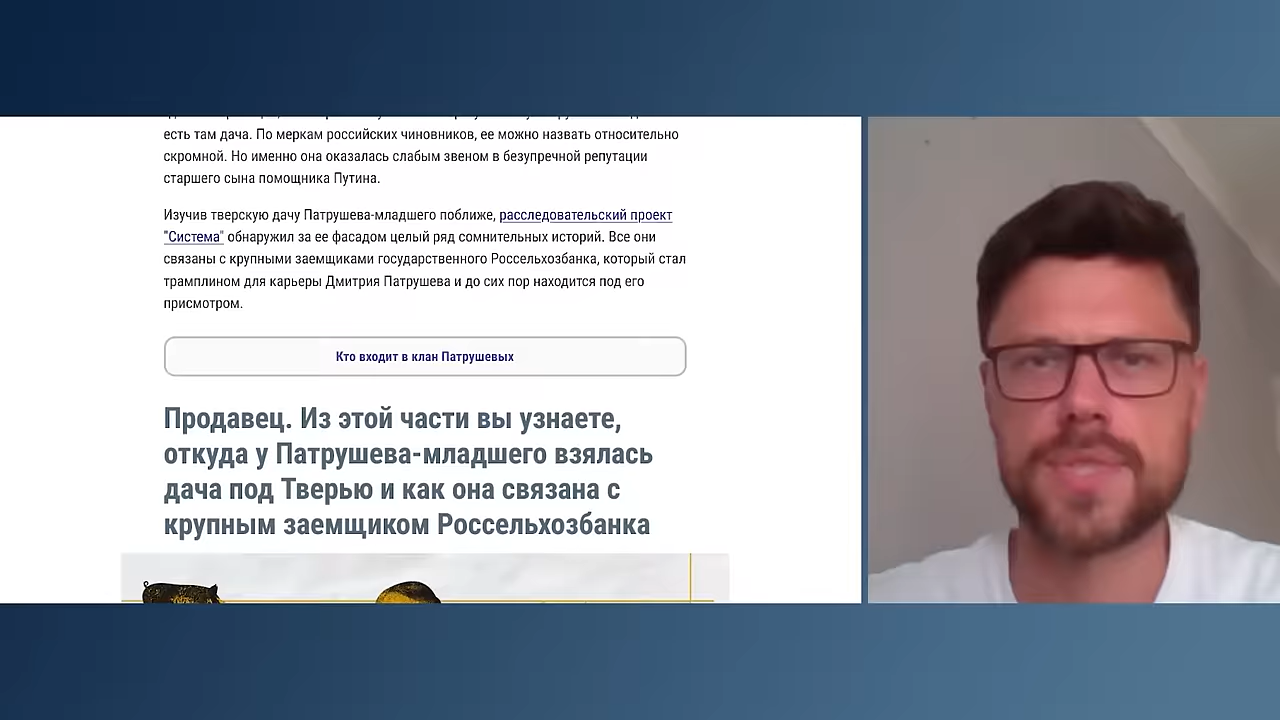 есть там дача. По меркам российских чиновников, ее можно назвать относительно
скромной. Но именно она оказалась слабым звеном в безупречной репутации
старшего сына помощника Путина.
Изучив тверскую дачу Патрушева-младшего поближе, расследовательский проект
"Система" обнаружил за ее фасадом целый ряд сомнительных историй. Все они
связаны с крупными заемщиками государственного Россельхозбанка, который стал
трамплином для карьеры Дмитрия Патрушева и до сих пор находится под его
присмотром.
Кто входит в клан Патрушевых
Продавец. Из этой части вы узнаете,
откуда у Патрушева-младшего взялась
дача под Тверью и как она связана с
крупным заемщиком Россельхозбанка